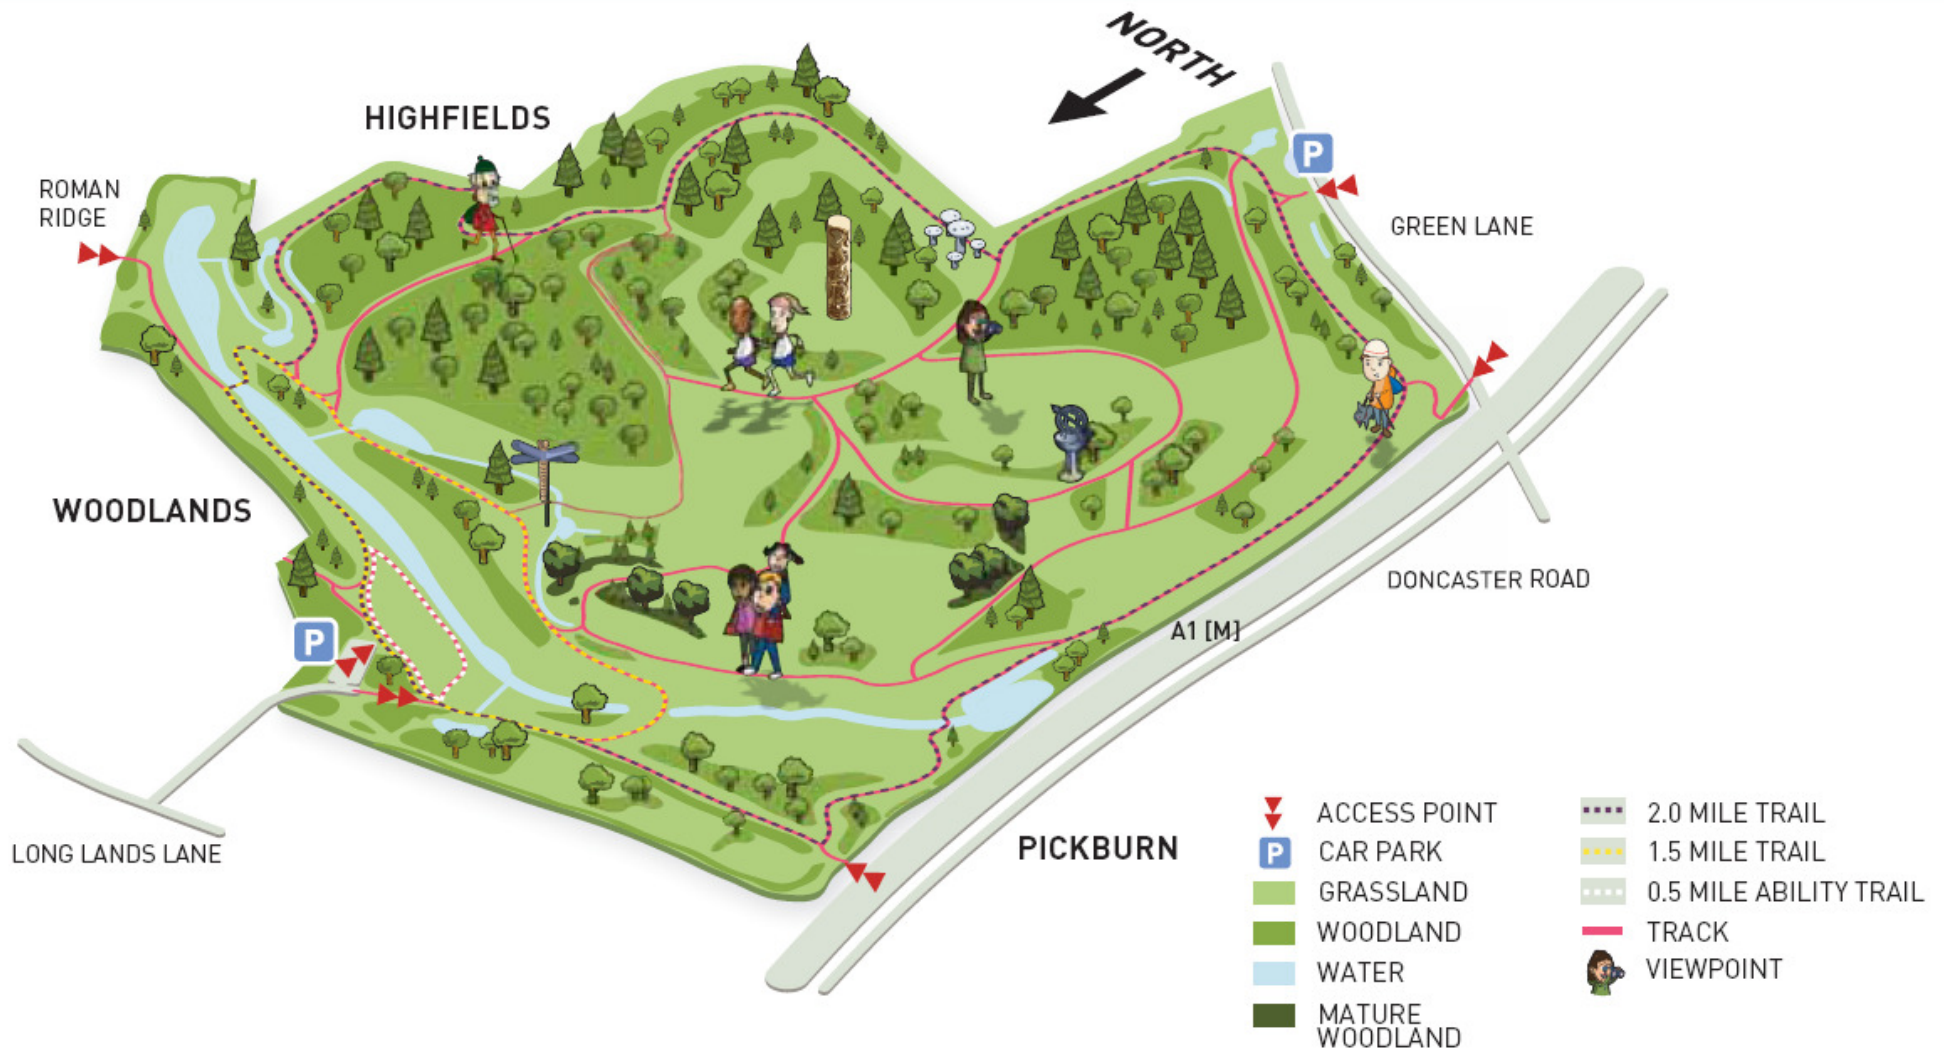 NORTH
HIGHFIELDS
P
ROMAN
RIDGE
GREEN LANE
WOODLANDS
DONCASTER ROAD
P
A1 [M]
LONG LANDS LANE
PICKBURN
ACCESS POINT
P CAR PARK
GRASSLAND
WOODLAND
WATER
MATURE
WOODLAND
2.0 MILE TRAIL
1.5 MILE TRAIL
0.5 MILE ABILITY TRAIL
TRACK
VIEWPOINT